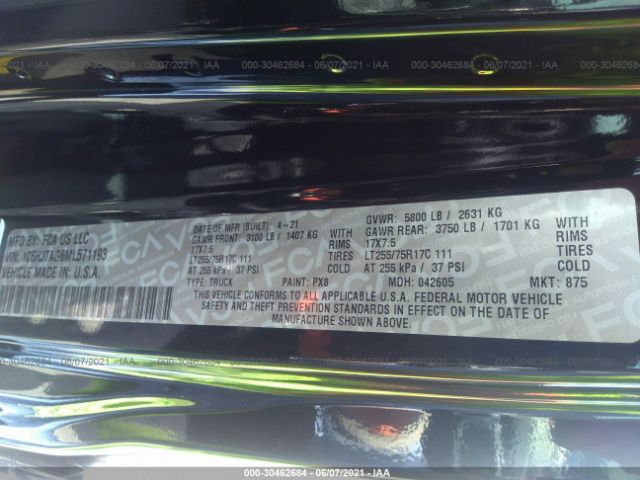 000-30462684 - 06/07/2021 - IAA
MFD BY: FCA US LLC
DATE OF MFR (BUILT): 4-21
GVWR: 5800 LB / 2631 KG
GAWR FRONT: 3100 LB / 1407 KG
WITH TIRES
GAWR REAR: 3750 LB / 1701 KG
WITH TIRES
17X7.5
RIMS
17X7.5
RIMS
VIN: 1C6HJTAG6ML571193
LT255/75R17C 111
TIRES
LT255/75R17C 111
TIRES
VEHICLE MADE IN: U.S.A.
AT 255 kPa / 37 PSI
COLD
AT 255 kPa / 37 PSI
COLD
TYPE: TRUCK
PAINT: PX8
MDH: 042605
MKT: 875
THIS VEHICLE CONFORMS TO ALL APPLICABLE U.S.A. FEDERAL MOTOR VEHICLE
SAFETY AND THEFT PREVENTION STANDARDS IN EFFECT ON THE DATE OF
MANUFACTURE SHOWN ABOVE.
000-30462684 - 06/07/2021 - IAA